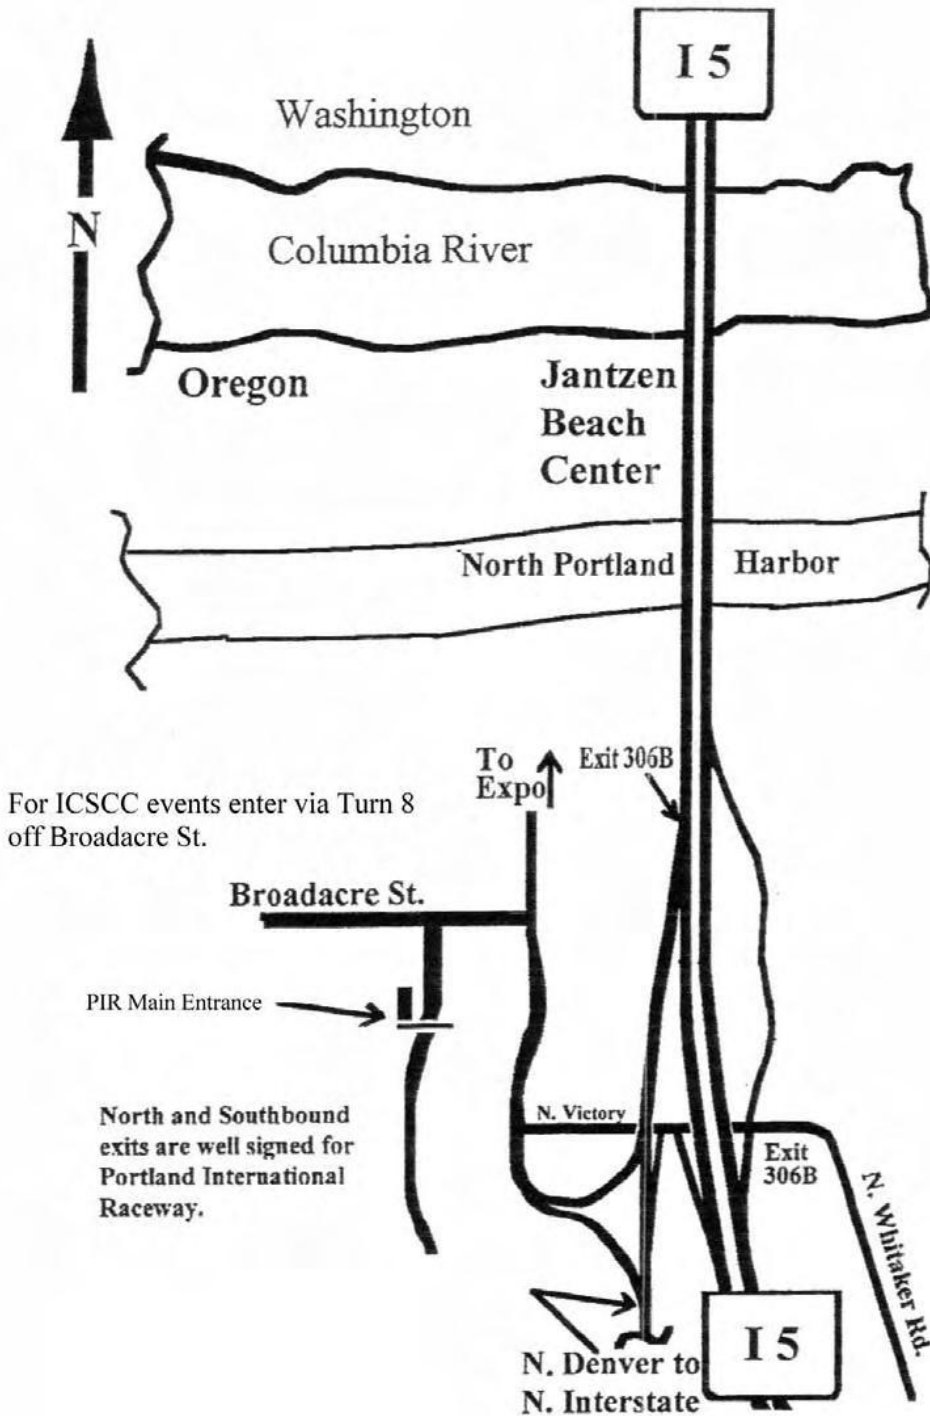 I 5
Washington
N
Columbia River
Oregon
Jantzen
Beach
Center
North Portland Harbor
To
Expo
Exit 306B
For ICSCC events enter via Turn 8
off Broadacre St.
Broadacre St.
PIR Main Entrance
North and Southbound
exits are well signed for
Portland International
Raceway.
N. Victory
Exit
306B
N. Whitaker Rd.
I 5
N. Denver to
N. Interstate